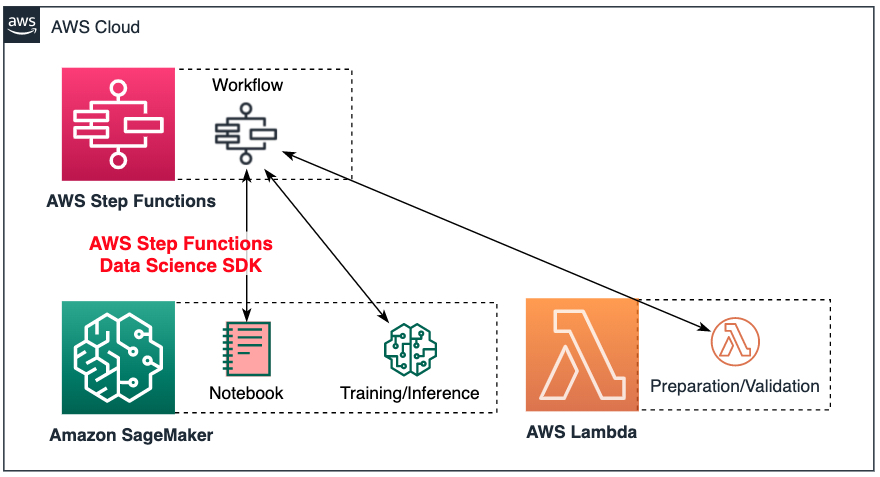 aws
AWS Cloud
Workflow
AWS Step Functions
AWS Step Functions
Data Science SDK
Notebook
Training/Inference
Preparation/Validation
Amazon SageMaker
AWS Lambda